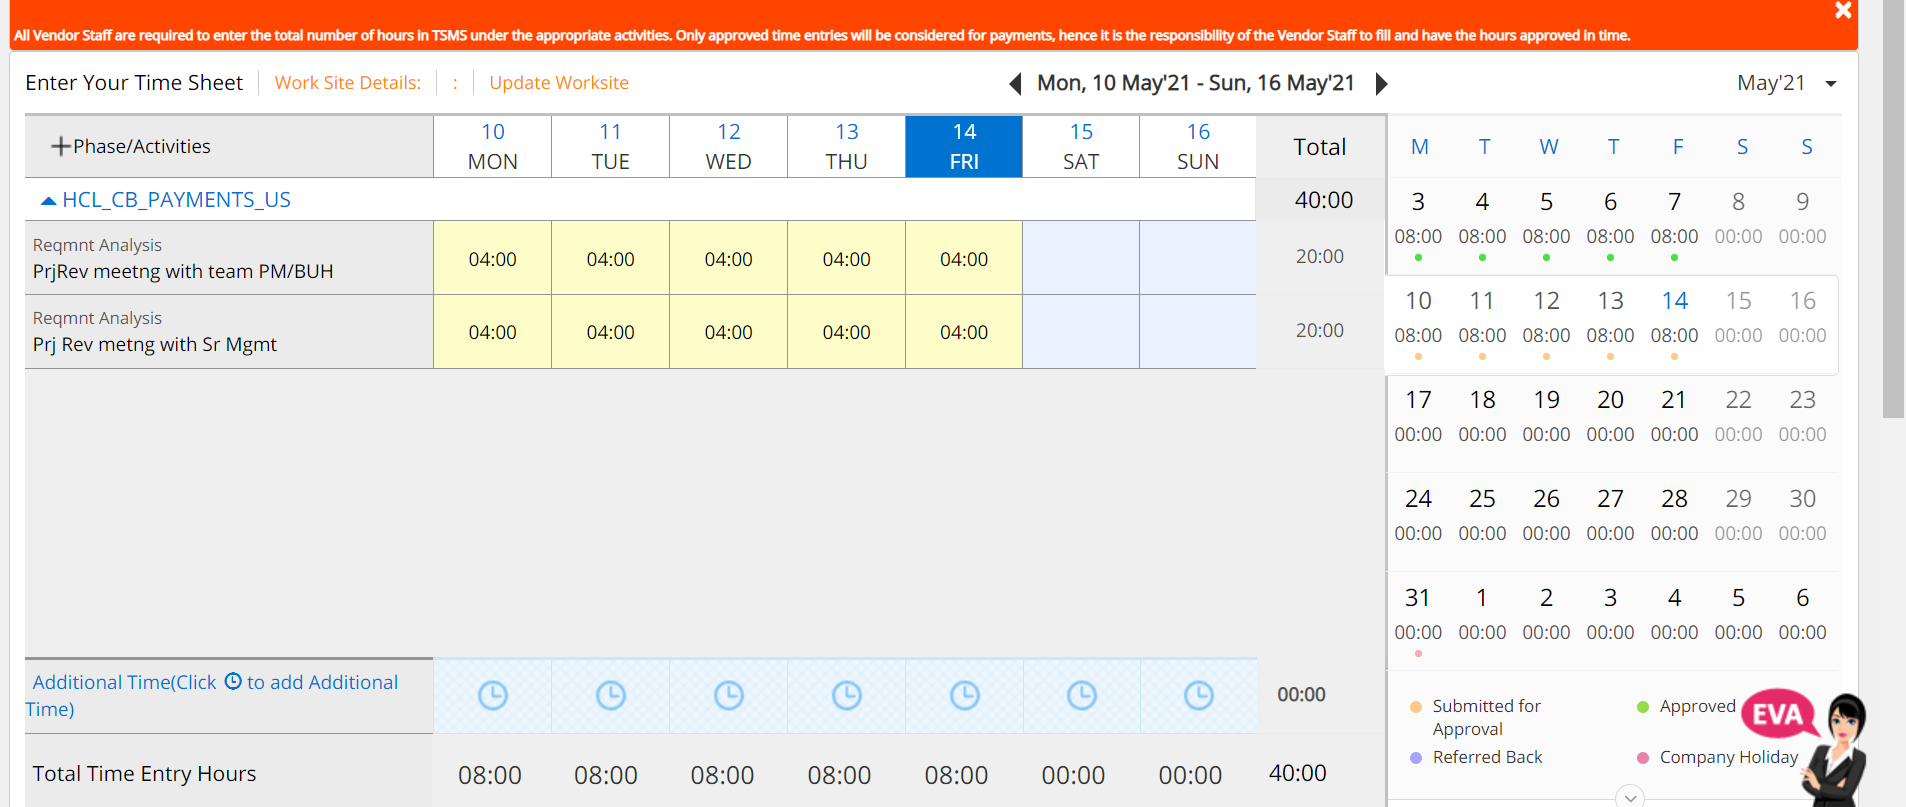 All Vendor Staff are required to enter the total number of hours in TSMS under the appropriate activities. Only approved time entries will be considered for payments, hence it is the responsibility of the Vendor Staff to fill and have the hours approved in time.
Enter Your Time Sheet Work Site Details: : Update Worksite Mon, 10 May'21 - Sun, 16 May'21 May'21
Phase/Activities
10 11 12 13 14 15 16
MON TUE WED THU FRI SAT SUN
Total
HCL_CB_PAYMENTS_US 40:00
Reqmnt Analysis
PrjRev meetng with team PM/BUH
04:00 04:00 04:00 04:00 04:00 20:00
Reqmnt Analysis
Prj Rev metng with Sr Mgmt
04:00 04:00 04:00 04:00 04:00 20:00
Additional Time(Click to add Additional
Time)
00:00
Total Time Entry Hours 08:00 08:00 08:00 08:00 08:00 00:00 00:00 40:00
M T W T F S S
3 4 5 6 7 8 9
08:00 08:00 08:00 08:00 08:00 00:00 00:00
10 11 12 13 14 15 16
08:00 08:00 08:00 08:00 08:00 00:00 00:00
17 18 19 20 21 22 23
00:00 00:00 00:00 00:00 00:00 00:00 00:00
24 25 26 27 28 29 30
00:00 00:00 00:00 00:00 00:00 00:00 00:00
31 1 2 3 4 5 6
00:00 00:00 00:00 00:00 00:00 00:00 00:00
Submitted for
Approval
Approved
Referred Back
Company Holiday
EVA